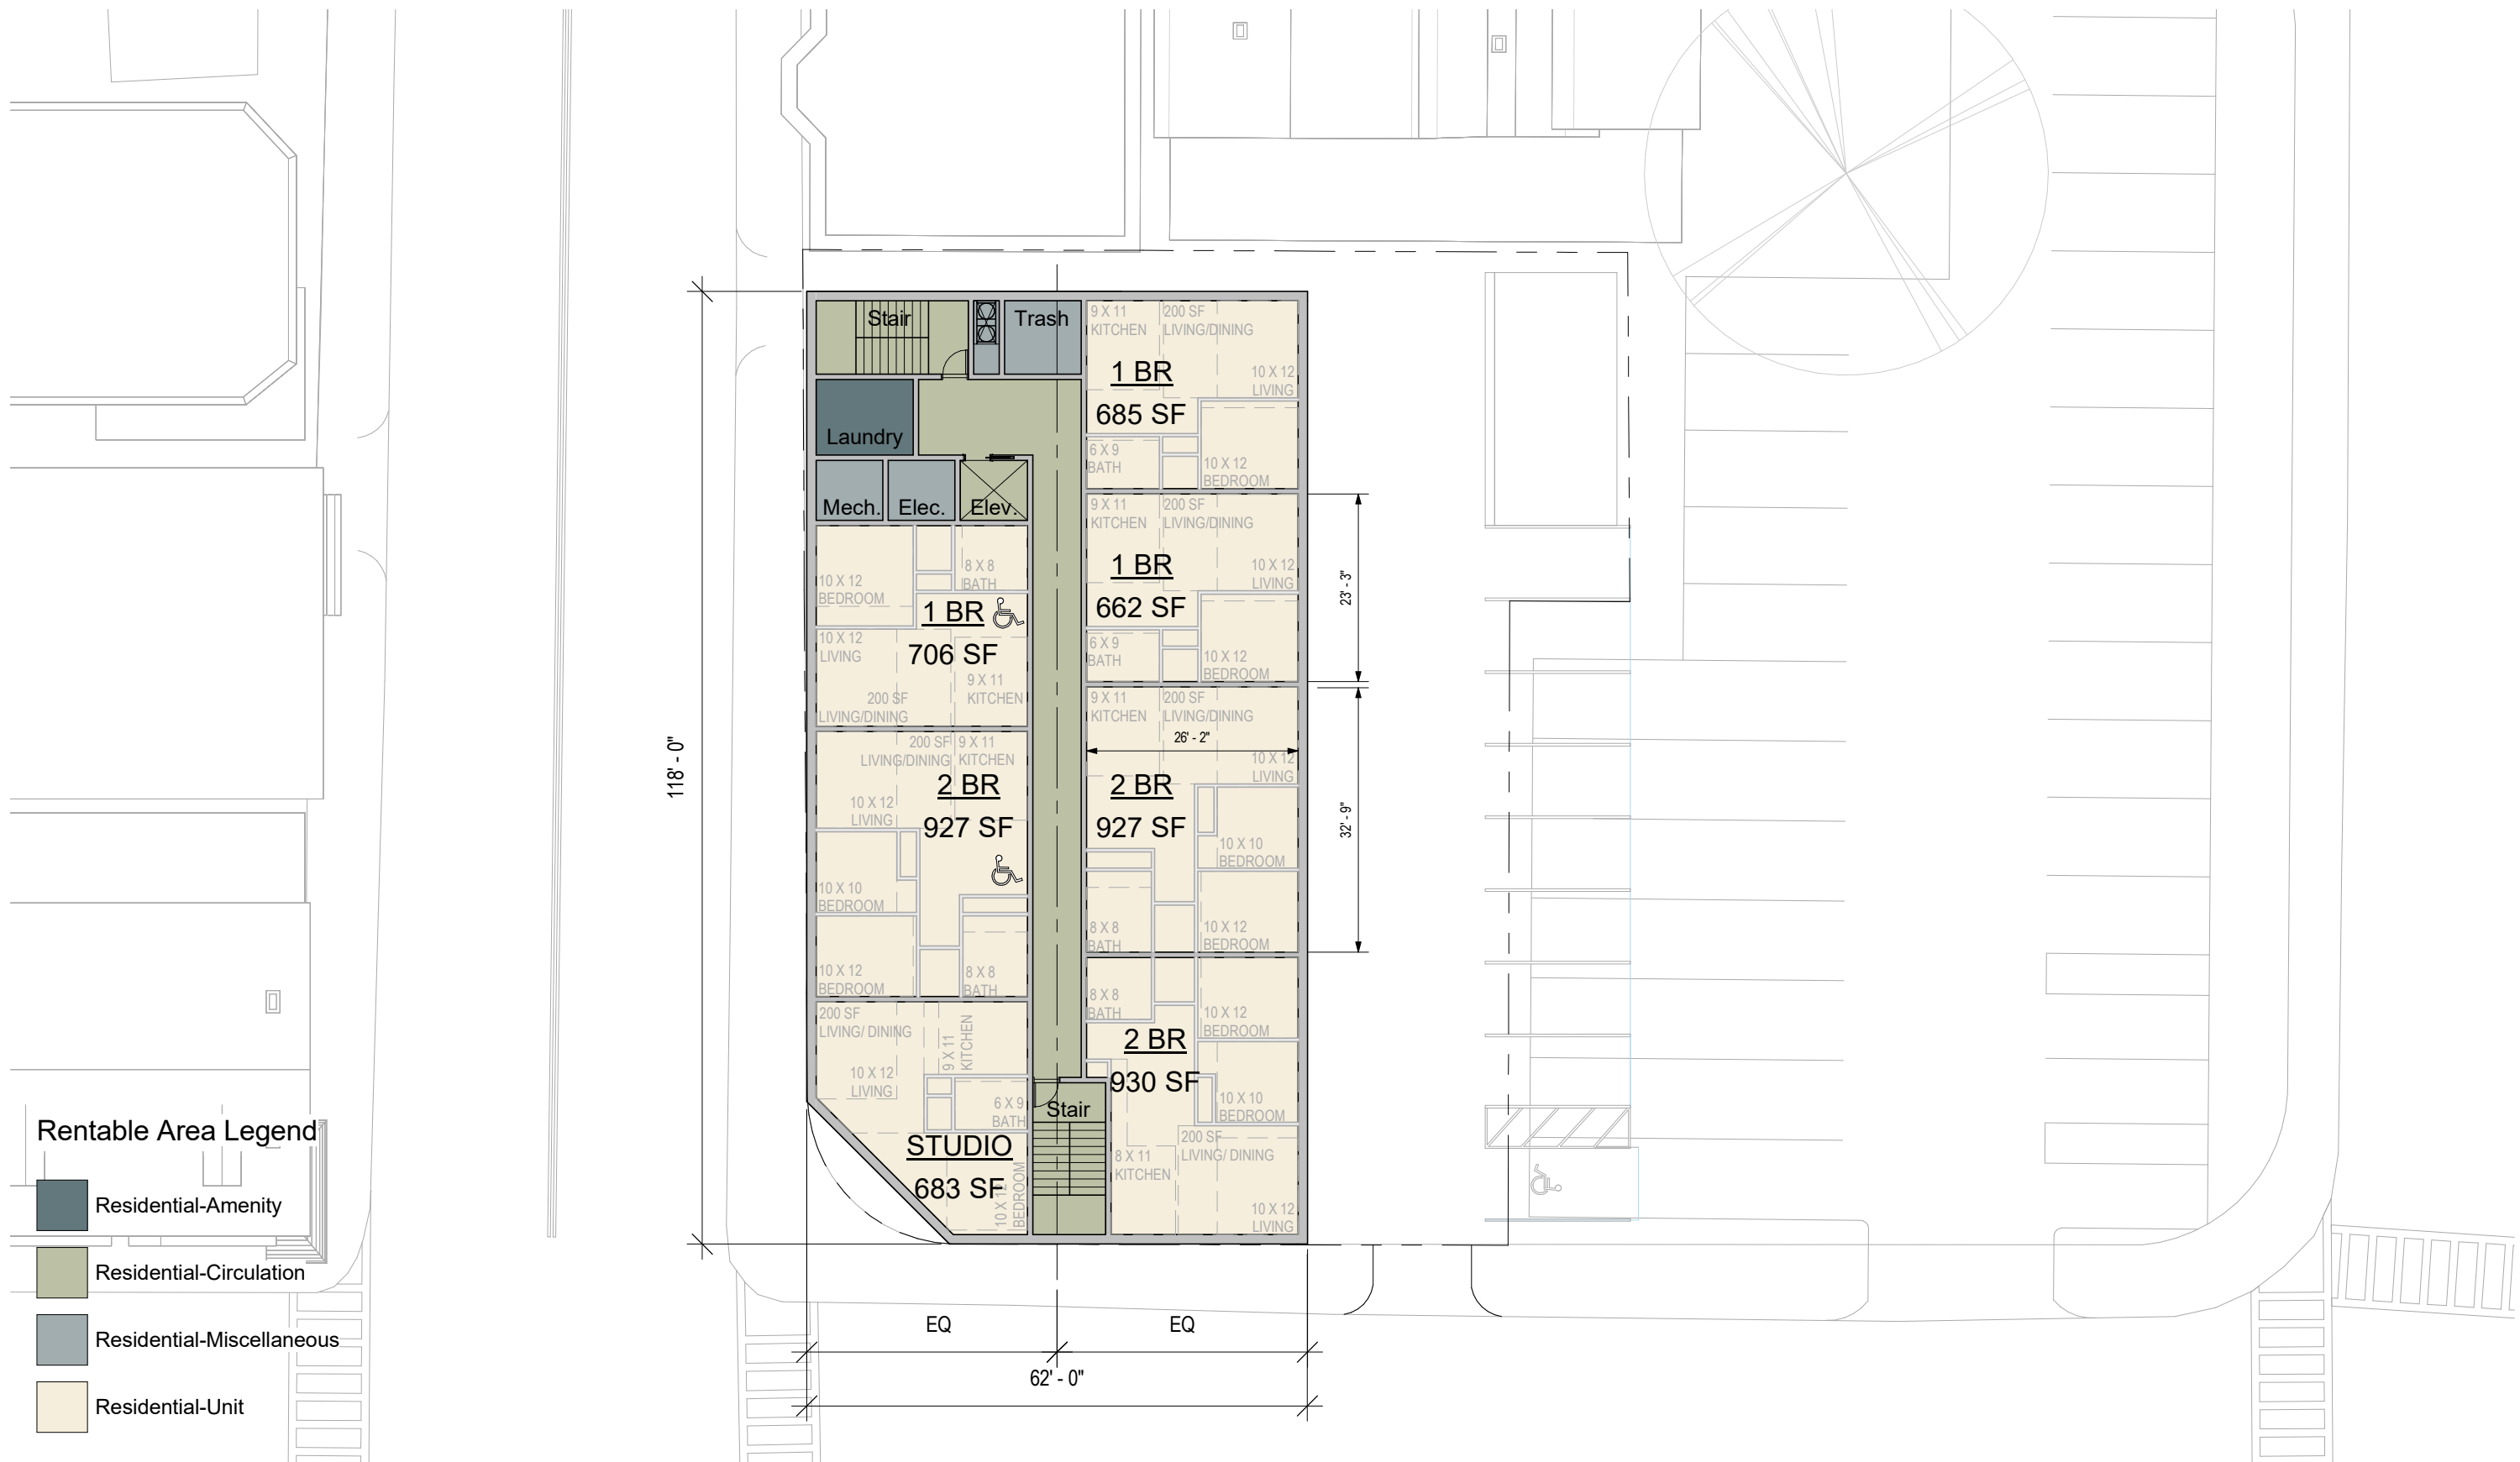 Stair
Trash
Laundry
Mech.
Elec.
Elev.
9 X 11
KITCHEN
200 SF
LIVING/DINING
1 BR
685 SF
10 X 12
LIVING
6 X 9
BATH
10 X 12
BEDROOM
9 X 11
KITCHEN
200 SF
LIVING/DINING
1 BR
662 SF
10 X 12
LIVING
6 X 9
BATH
10 X 12
BEDROOM
23' - 3"
10 X 12
BEDROOM
8 X 8
BATH
1 BR
706 SF
10 X 12
LIVING
9 X 11
KITCHEN
200 SF
LIVING/DINING
9 X 11
KITCHEN
200 SF
LIVING/DINING
26' - 2"
10 X 12
LIVING
2 BR
927 SF
10 X 10
BEDROOM
8 X 8
BATH
10 X 12
BEDROOM
32' - 9"
118' - 0"
200 SF
LIVING/DINING
9 X 11
KITCHEN
2 BR
927 SF
10 X 12
LIVING
10 X 10
BEDROOM
10 X 12
BEDROOM
8 X 8
BATH
8 X 8
BATH
10 X 12
BEDROOM
2 BR
930 SF
10 X 10
BEDROOM
8 X 11
KITCHEN
200 SF
LIVING/ DINING
10 X 12
LIVING
200 SF
LIVING/ DINING
9 X 11
KITCHEN
10 X 12
LIVING
6 X 9
BATH
STUDIO
683 SF
10 X 12
BEDROOM
Stair
EQ
EQ
62' - 0"
Rentable Area Legend
Residential-Amenity
Residential-Circulation
Residential-Miscellaneous
Residential-Unit